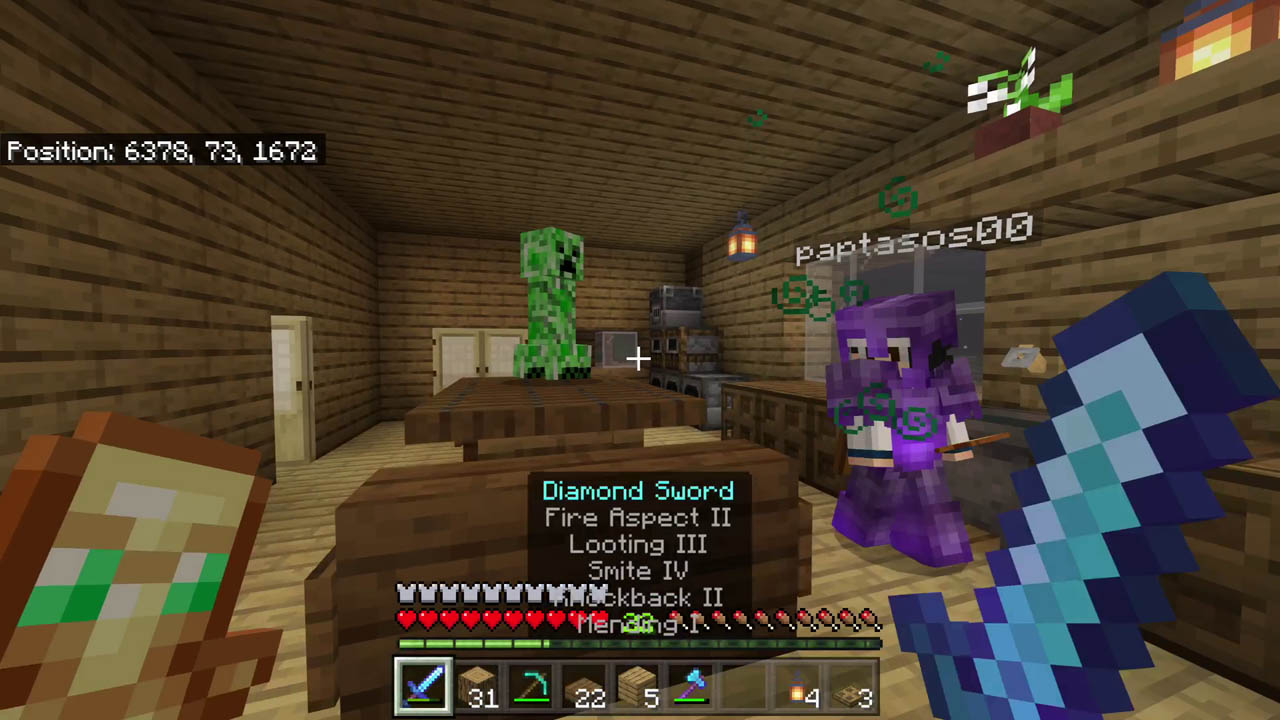 Position: 6378, 73, 1672
paptasos00
Diamond Sword
Fire Aspect II
Looting III
Smite IV
Knockback II
Mending I
31
22
5
4
3